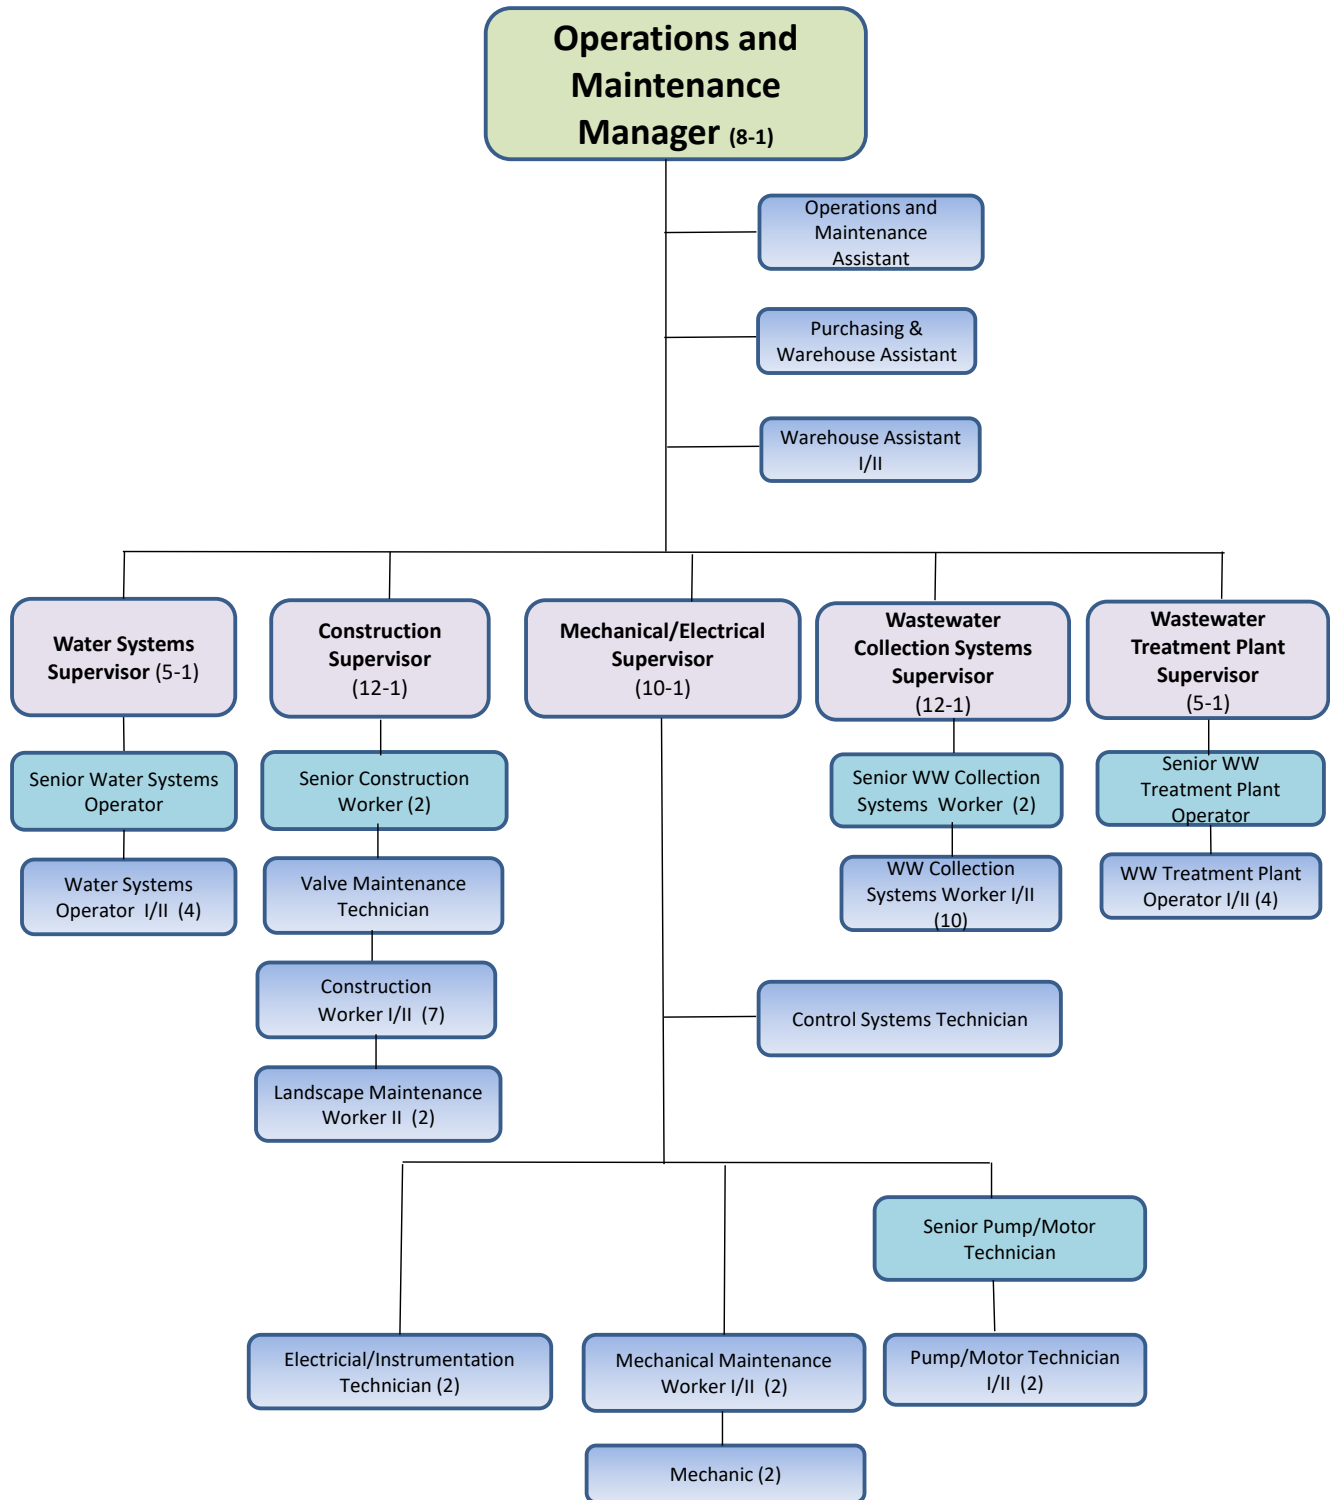 Operations and
Maintenance
Manager (8-1)
Operations and
Maintenance
Assistant
Purchasing &
Warehouse Assistant
Warehouse Assistant
I/II
Water Systems
Supervisor (5-1)
Construction
Supervisor
(12-1)
Mechanical/Electrical
Supervisor
(10-1)
Wastewater
Collection Systems
Supervisor
(12-1)
Wastewater
Treatment Plant
Supervisor
(5-1)
Senior Water Systems
Operator
Senior Construction
Worker (2)
Senior WW Collection
Systems Worker (2)
Senior WW
Treatment Plant
Operator
Water Systems
Operator I/II (4)
Valve Maintenance
Technician
WW Collection
Systems Worker I/II
(10)
WW Treatment Plant
Operator I/II (4)
Construction
Worker I/II (7)
Control Systems Technician
Landscape Maintenance
Worker II (2)
Senior Pump/Motor
Technician
Electricial/Instrumentation
Technician (2)
Mechanical Maintenance
Worker I/II (2)
Pump/Motor Technician
I/II (2)
Mechanic (2)